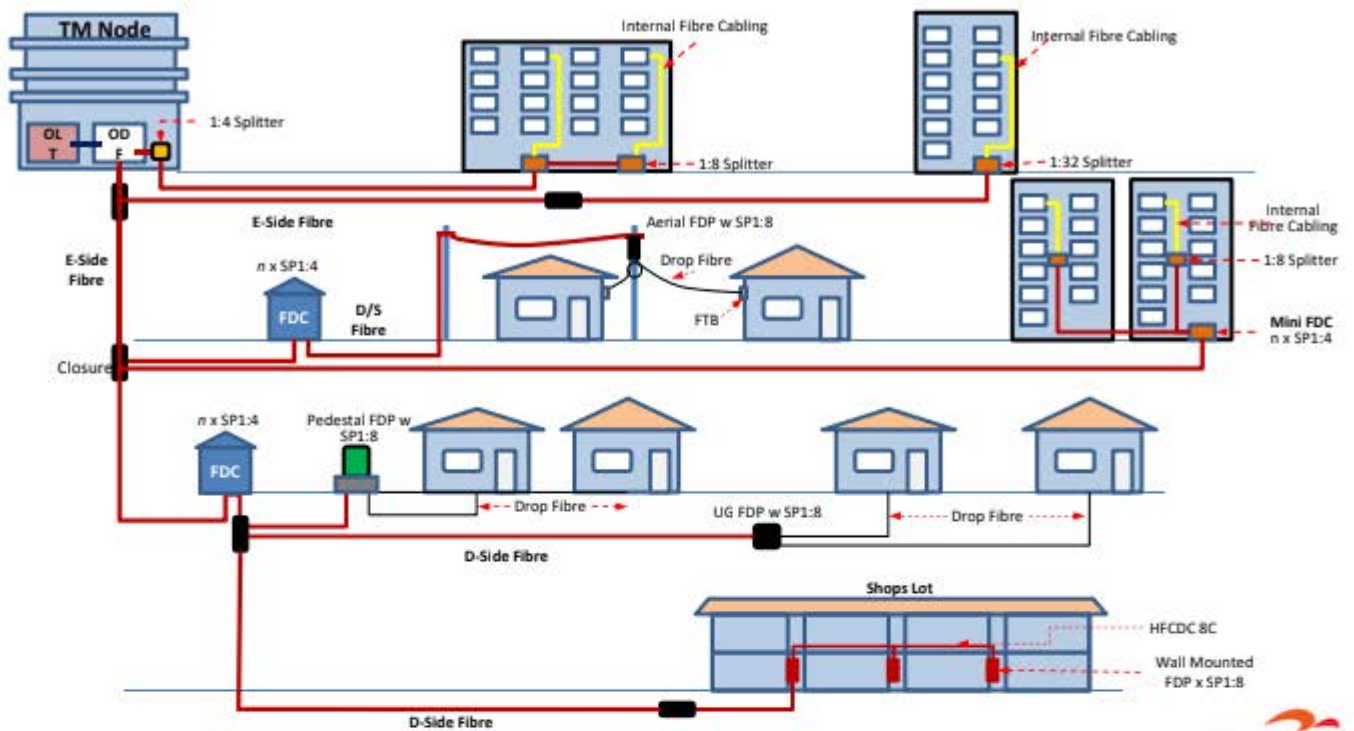 TM Node
OL
T
OD
F
1:4 Splitter
Internal Fibre Cabling
1:8 Splitter
Internal Fibre Cabling
1:32 Splitter
E-Side Fibre
E-Side
Fibre
n x SP1:4
FDC
D/S
Fibre
Aerial FDP w SP1:8
Drop Fibre
FTB
Internal
Fibre Cabling
1:8 Splitter
Mini FDC
n x SP1:4
Closure
n x SP1:4
FDC
Pedestal FDP w
SP1:8
Drop Fibre
UG FDP w SP1:8
Drop Fibre
D-Side Fibre
Shops Lot
HFCDC 8C
Wall Mounted
FDP x SP1:8
D-Side Fibre